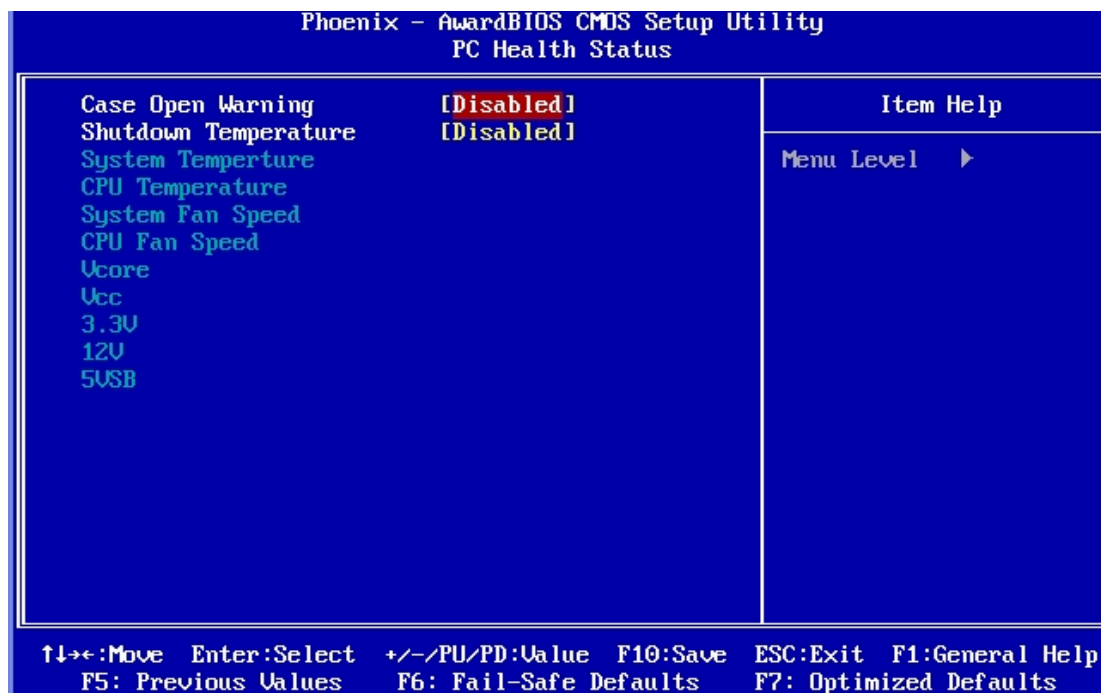 Phoenix - AwardBIOS CMOS Setup Utility
PC Health Status
Case Open Warning [Disabled]
Shutdown Temperature [Disabled]
System Temperture
CPU Temperature
System Fan Speed
CPU Fan Speed
Vcore
Vcc
3.3V
12V
5VSB
Item Help
Menu Level ▶
↑↓→←:Move Enter:Select +/-/PU/PD:Value F10:Save ESC:Exit F1:General Help
F5: Previous Values F6: Fail-Safe Defaults F7: Optimized Defaults